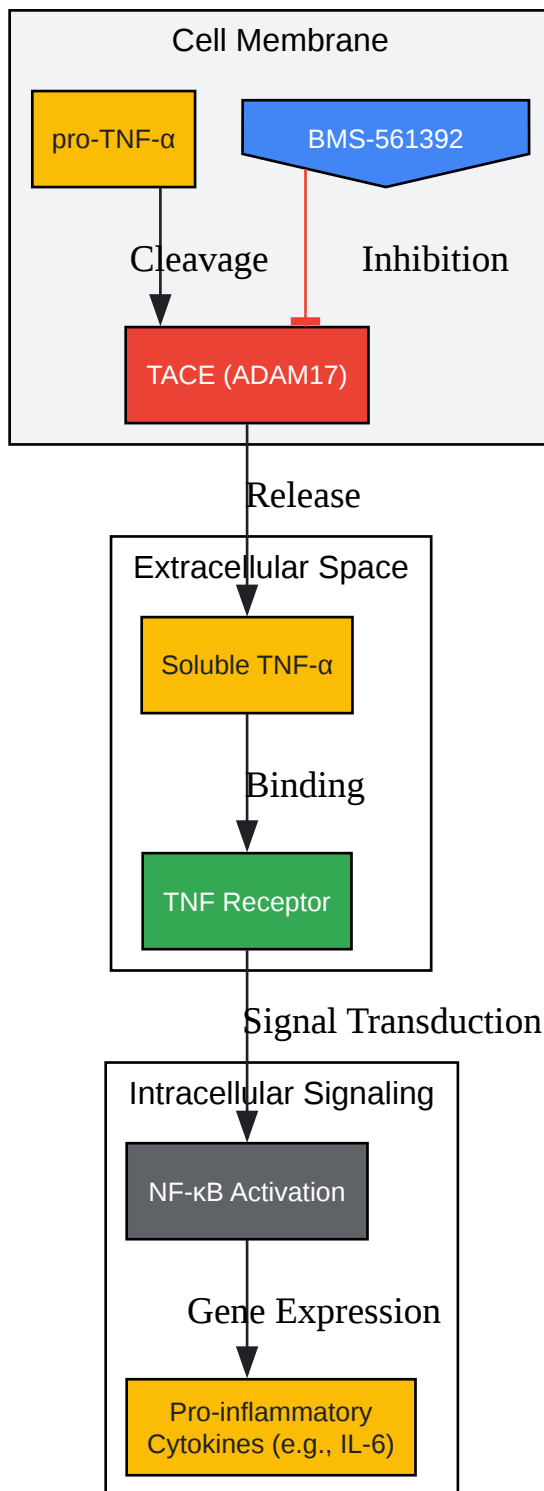 Cell Membrane
pro-TNF-α
BMS-561392
Cleavage
Inhibition
TACE (ADAM17)
Release
Extracellular Space
Soluble TNF-α
Binding
TNF Receptor
Signal Transduction
Intracellular Signaling
NF-κB Activation
Gene Expression
Pro-inflammatory
Cytokines (e.g., IL-6)